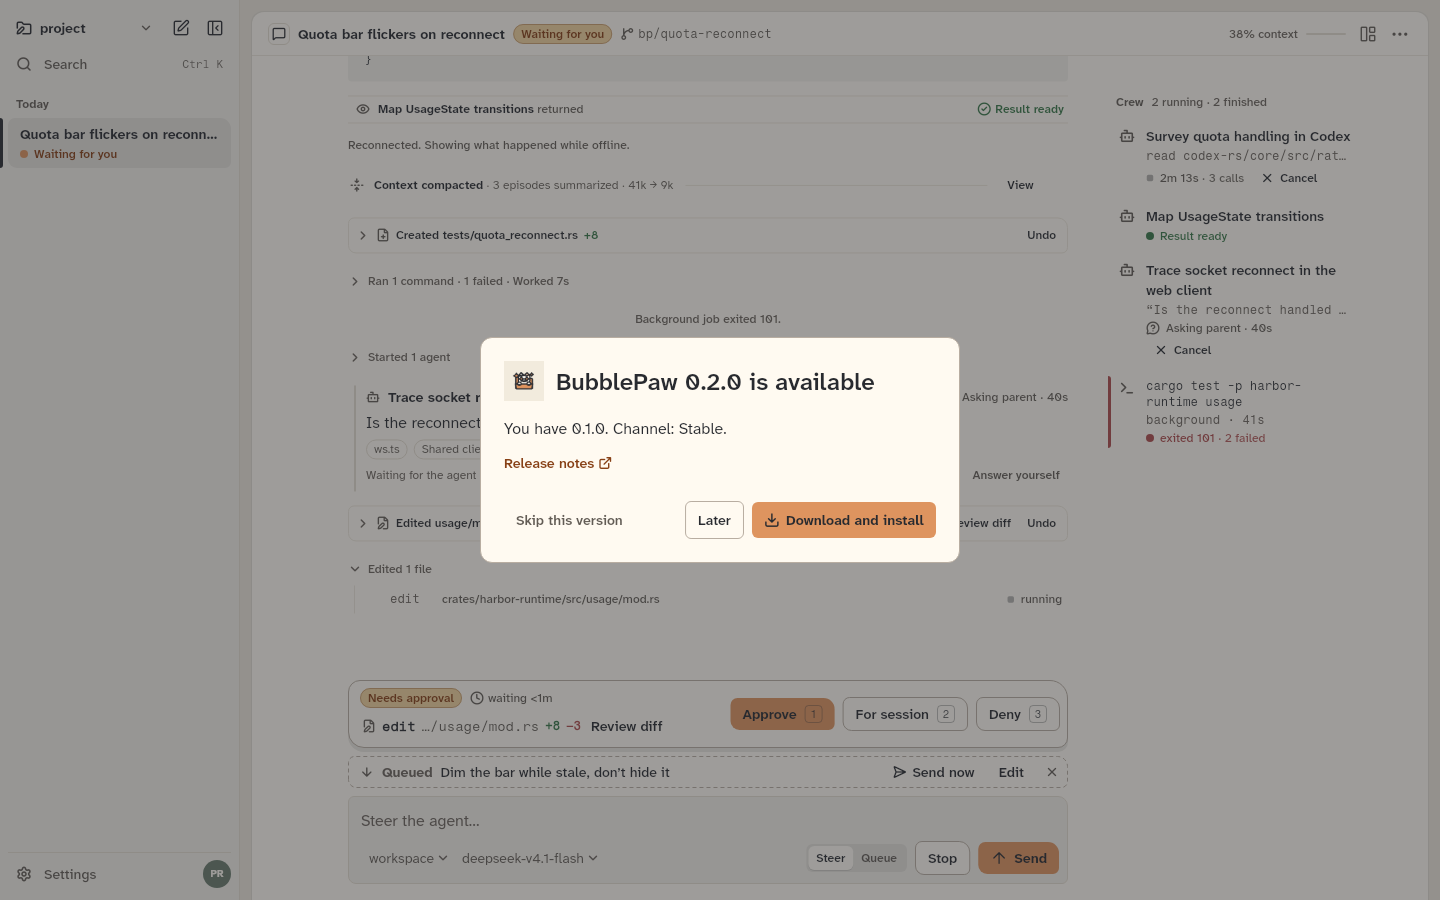 project
Search
Ctrl K
Today
Quota bar flickers on reconn...
Waiting for you
Settings
PR
Quota bar flickers on reconnect
Waiting for you
bp/quota-reconnect
38% context
}
Map UsageState transitions returned
Result ready
Reconnected. Showing what happened while offline.
Context compacted · 3 episodes summarized · 41k → 9k
View
Created tests/quota_reconnect.rs +8
Undo
Ran 1 command · 1 failed · Worked 7s
Background job exited 101.
Started 1 agent
Trace socket r
Asking parent · 40s
Is the reconnect
ws.ts
Shared clie
Waiting for the agent
Answer yourself
Edited usage/m
eview diff
Undo
Edited 1 file
edit crates/harbor-runtime/src/usage/mod.rs
running
BubblePaw 0.2.0 is available
You have 0.1.0. Channel: Stable.
Release notes
Skip this version
Later
Download and install
Needs approval
waiting <1m
edit …/usage/mod.rs +8 −3 Review diff
Approve 1
For session 2
Deny 3
Queued Dim the bar while stale, don't hide it
Send now
Edit
Steer the agent...
workspace
deepseek-v4.1-flash
Steer
Queue
Stop
Send
Crew 2 running · 2 finished
Survey quota handling in Codex
read codex-rs/core/src/rat…
2m 13s · 3 calls
Cancel
Map UsageState transitions
Result ready
Trace socket reconnect in the
web client
“Is the reconnect handled …
Asking parent · 40s
Cancel
cargo test -p harbor-
runtime usage
background · 41s
exited 101 · 2 failed